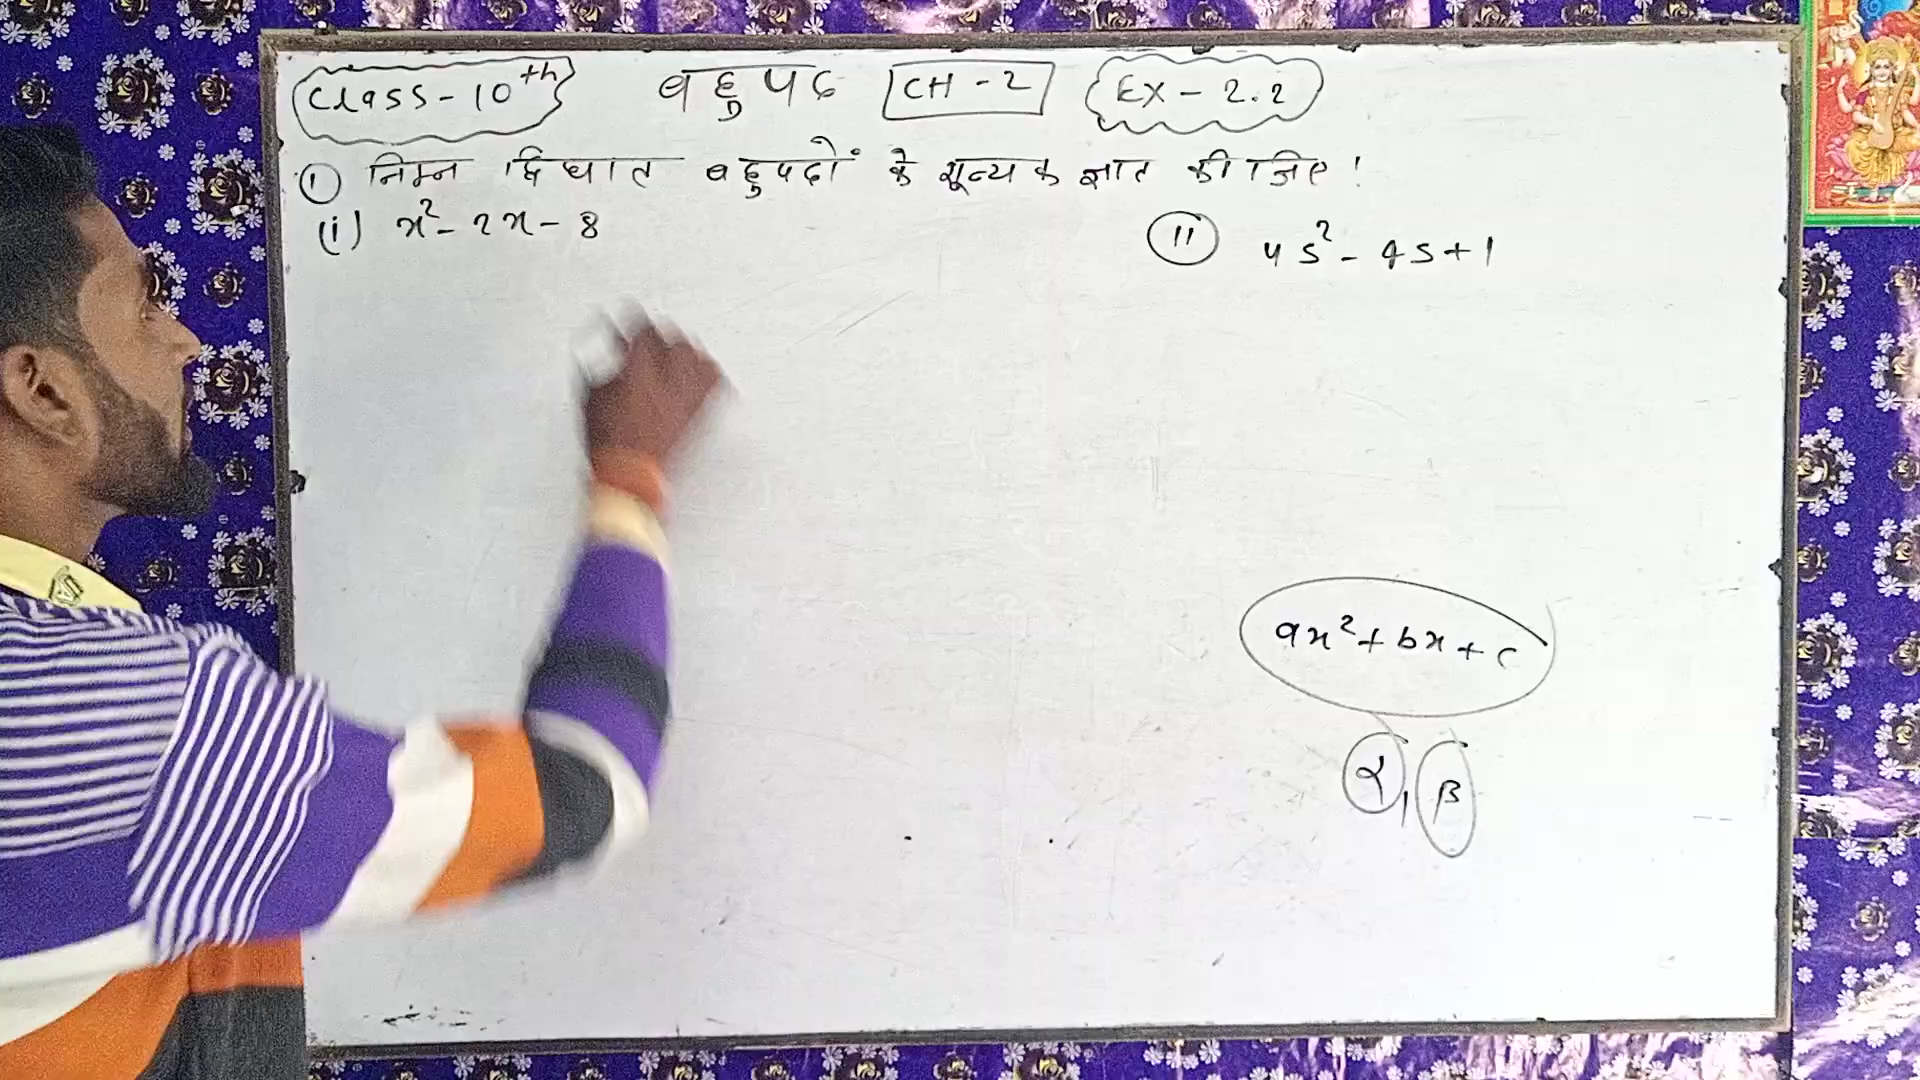 Class-10th बहुपद CH-2 Ex-2.2
① निम्न द्विघात बहुपदों के शून्यक ज्ञात कीजिए!
(i) x²-2x-8
(II) 4s²-4s+1
ax²+bx+c
α, β